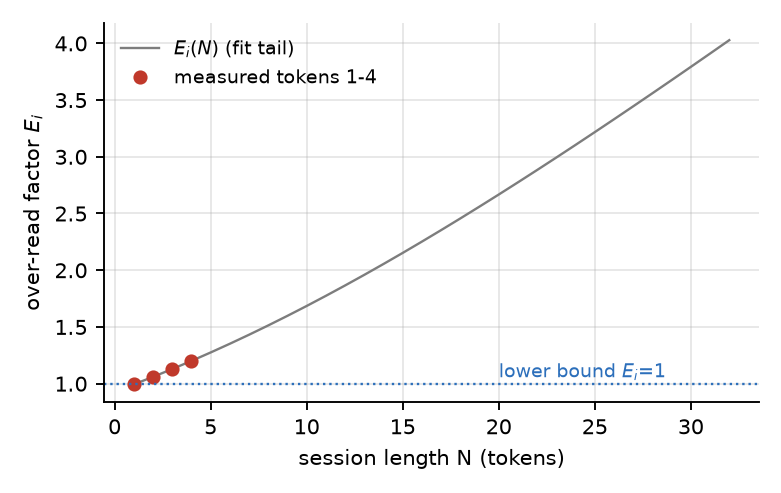 4.0
3.5
3.0
2.5
2.0
1.5
1.0
over-read factor Eᵢ
Eᵢ(N) (fit tail)
measured tokens 1-4
lower bound Eᵢ=1
0 5 10 15 20 25 30
session length N (tokens)